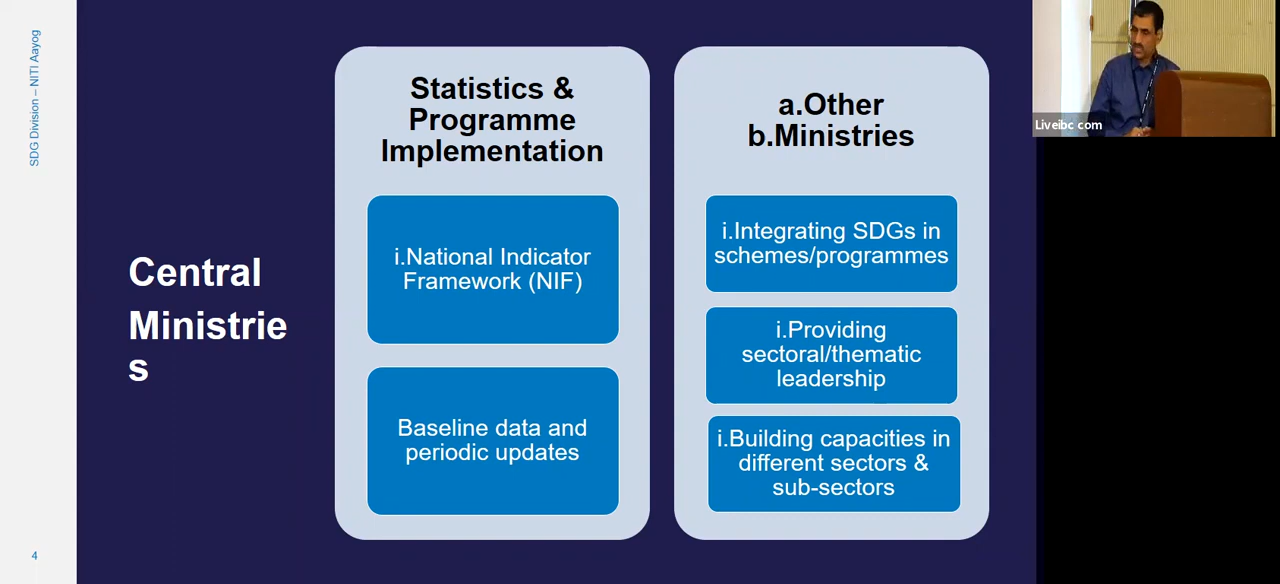 SDG Division – NITI Aayog
Central
Ministrie
s
Statistics &
Programme
Implementation
i.National Indicator
Framework (NIF)
Baseline data and
periodic updates
a.Other
b.Ministries
i.Integrating SDGs in
schemes/programmes
i.Providing
sectoral/thematic
leadership
i.Building capacities in
different sectors &
sub-sectors
Liveibc com
4